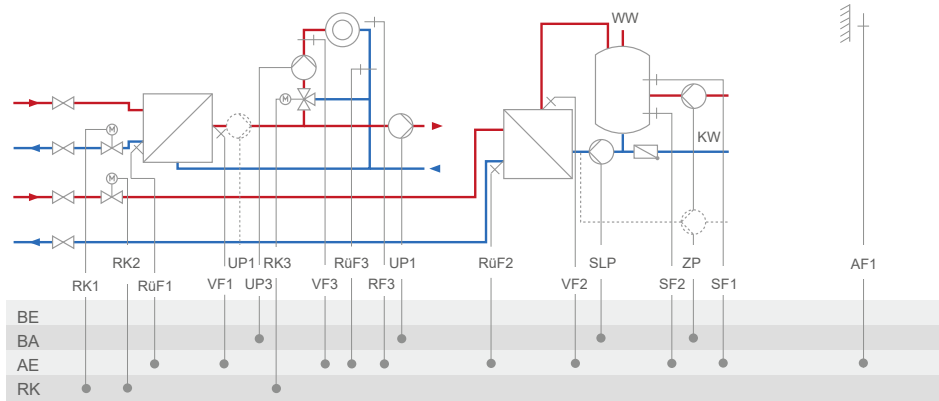 WW
M
KW
M
RK2 UP1 RK3 RüF3 UP1 RüF2 SLP ZP AF1
RK1 RüF1 VF1 UP3 VF3 RF3 VF2 SF2 SF1
M
BE
BA
AE
RK